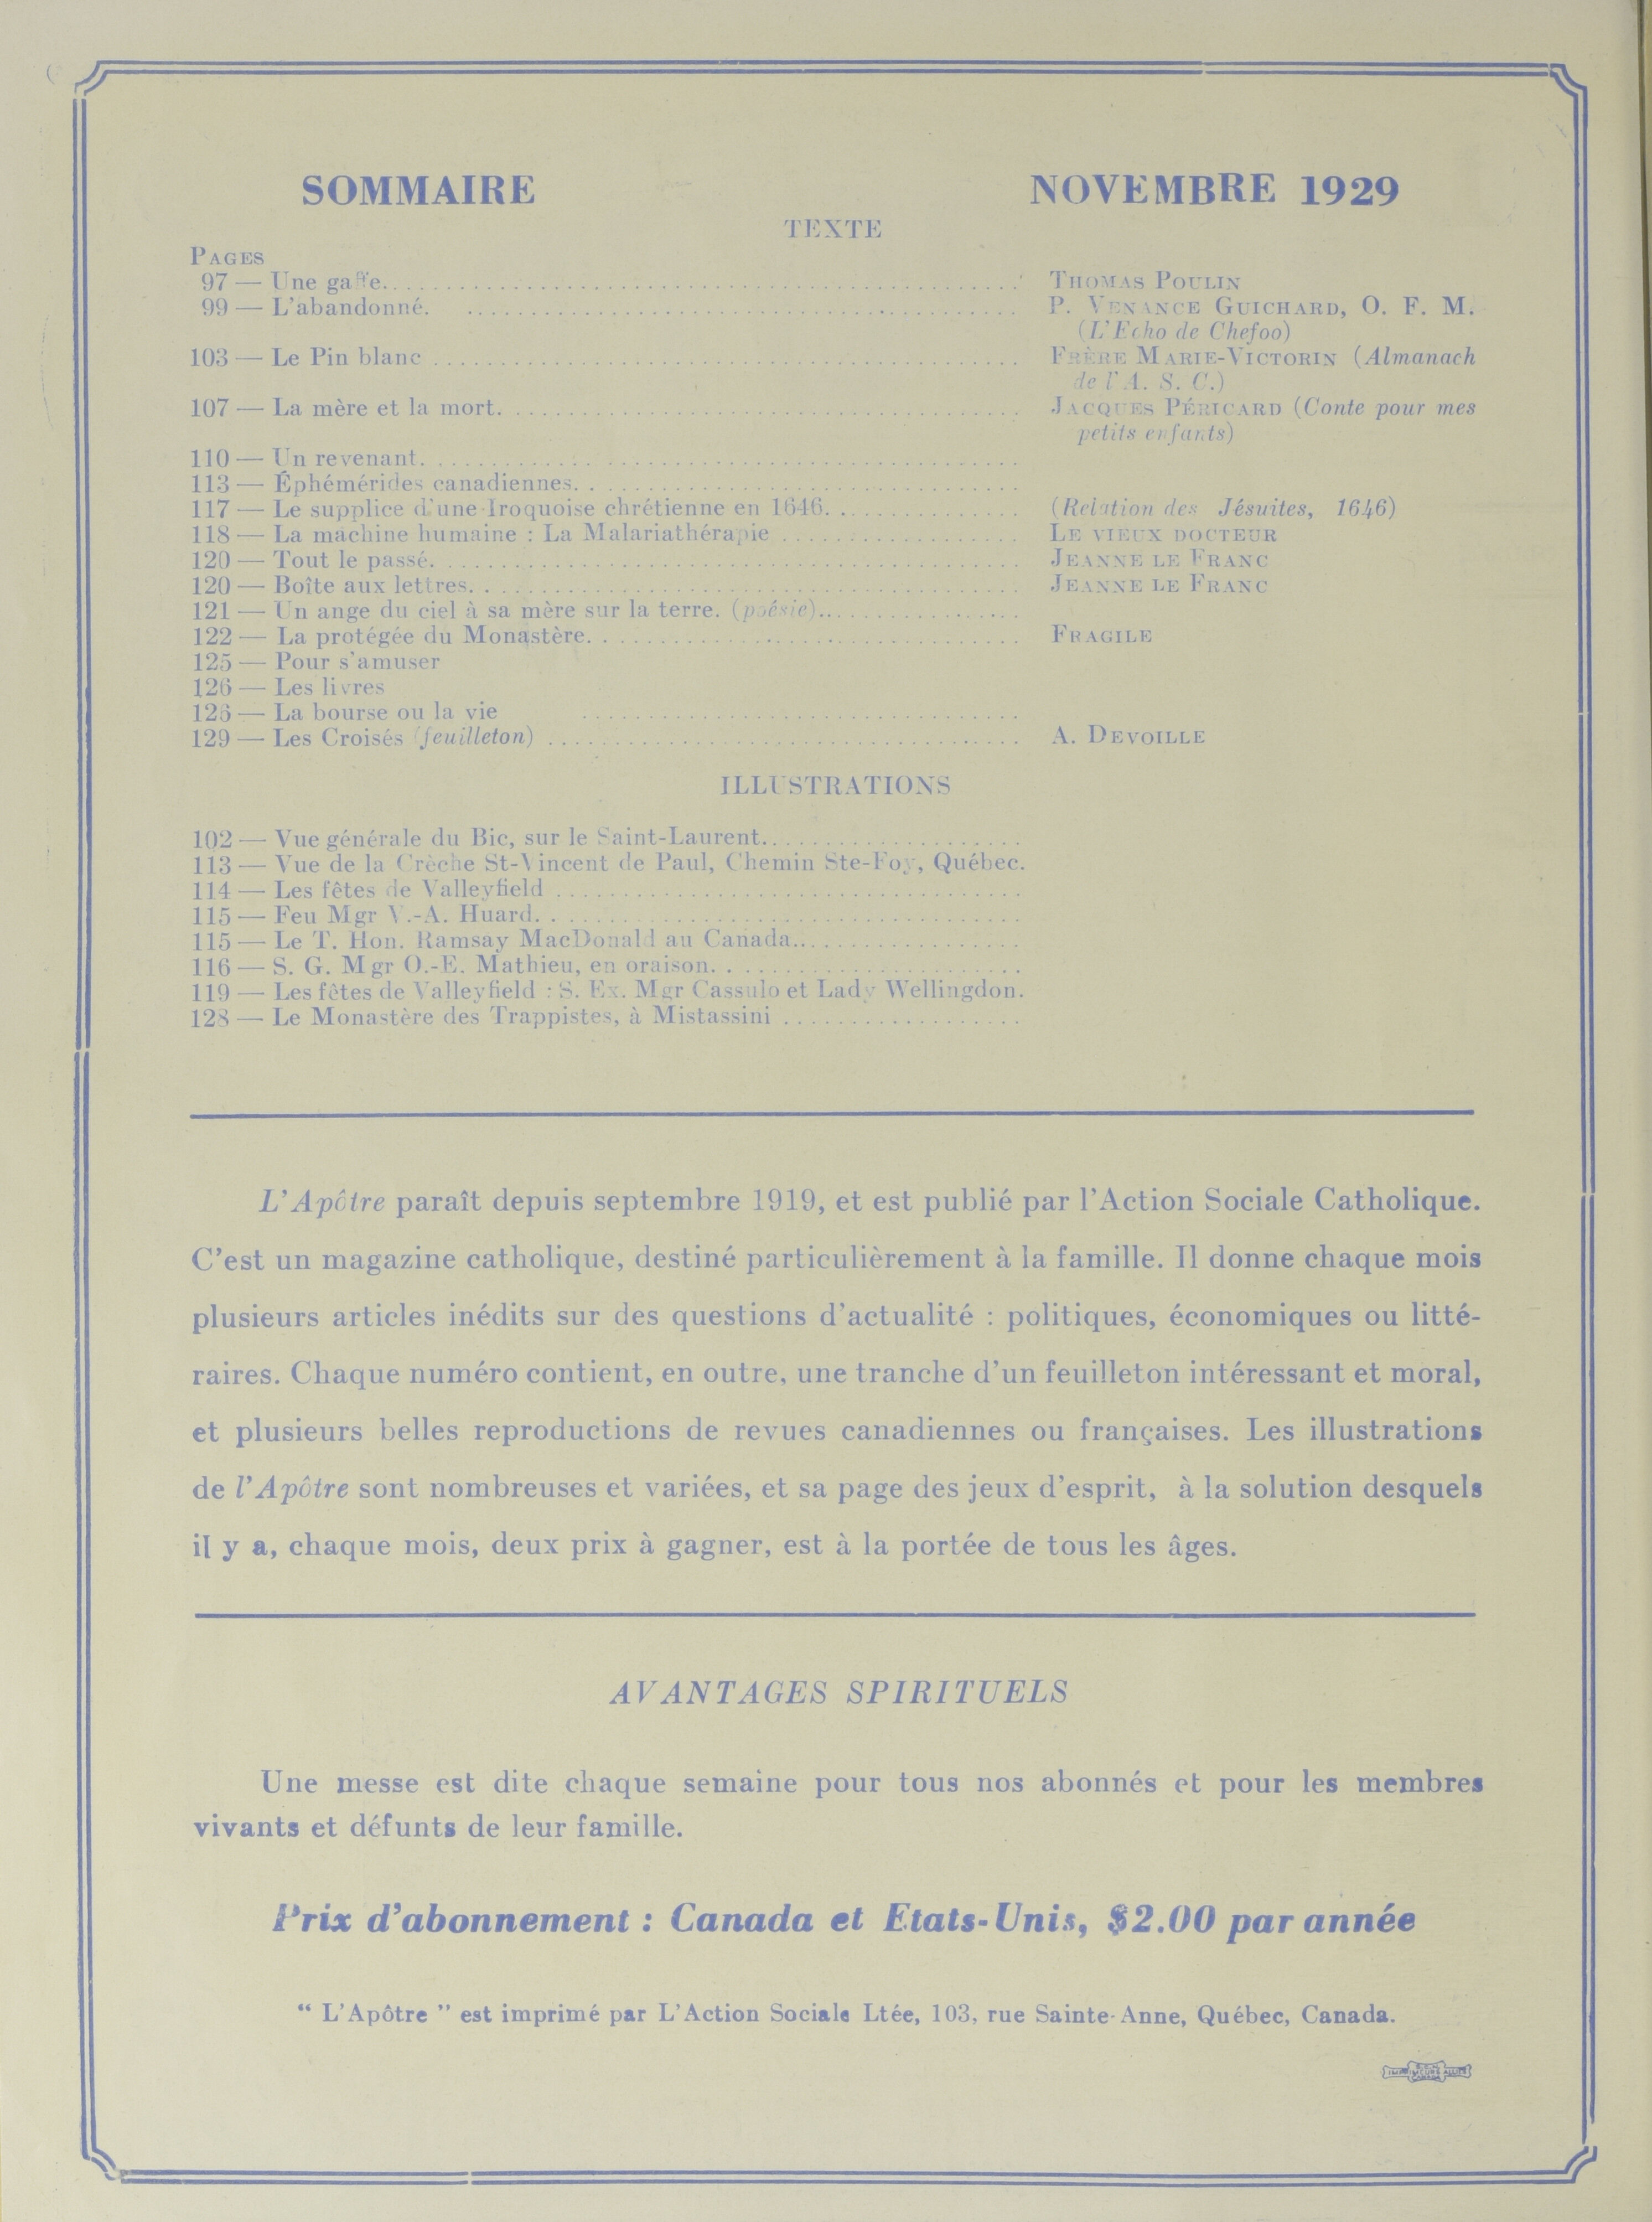 SOMMAIRE NOVEMBRE 1929
TEXTE
PAGES
97 — Une gaffe. THOMAS POULIN
99 — L'abandonné. P. VENANCE GUICHARD, O. F. M.
(L'Echo de Chefoo)
103 — Le Pin blanc FRÈRE MARIE-VICTORIN (Almanach
de l'A. S. C.)
107 — La mère et la mort. JACQUES PÉRICARD (Conte pour mes
petits enfants)
110 — Un revenant.
113 — Éphémérides canadiennes.
117 — Le supplice d'une Iroquoise chrétienne en 1646. (Relation des Jésuites, 1646)
118 — La machine humaine : La Malariathérapie LE VIEUX DOCTEUR
120 — Tout le passé. JEANNE LE FRANC
120 — Boîte aux lettres. JEANNE LE FRANC
121 — Un ange du ciel à sa mère sur la terre. (poésie).
122 — La protégée du Monastère. FRAGILE
125 — Pour s'amuser
126 — Les livres
126 — La bourse ou la vie
129 — Les Croisés (feuilleton) A. DEVOILLE
ILLUSTRATIONS
102 — Vue générale du Bic, sur le Saint-Laurent.
113 — Vue de la Crèche St-Vincent de Paul, Chemin Ste-Foy, Québec.
114 — Les fêtes de Valleyfield
115 — Feu Mgr V.-A. Huard.
115 — Le T. Hon. Ramsay MacDonald au Canada.
116 — S. G. Mgr O.-E. Mathieu, en oraison.
119 — Les fêtes de Valleyfield : S. Ex. Mgr Cassulo et Lady Wellingdon.
128 — Le Monastère des Trappistes, à Mistassini
L'Apôtre paraît depuis septembre 1919, et est publié par l'Action Sociale Catholique.
C'est un magazine catholique, destiné particulièrement à la famille. Il donne chaque mois
plusieurs articles inédits sur des questions d'actualité : politiques, économiques ou litté-
raires. Chaque numéro contient, en outre, une tranche d'un feuilleton intéressant et moral,
et plusieurs belles reproductions de revues canadiennes ou françaises. Les illustrations
de l'Apôtre sont nombreuses et variées, et sa page des jeux d'esprit, à la solution desquels
il y a, chaque mois, deux prix à gagner, est à la portée de tous les âges.
AVANTAGES SPIRITUELS
Une messe est dite chaque semaine pour tous nos abonnés et pour les membres
vivants et défunts de leur famille.
Prix d'abonnement : Canada et Etats-Unis, $2.00 par année
“ L'Apôtre ” est imprimé par L'Action Sociale Ltée, 103, rue Sainte-Anne, Québec, Canada.